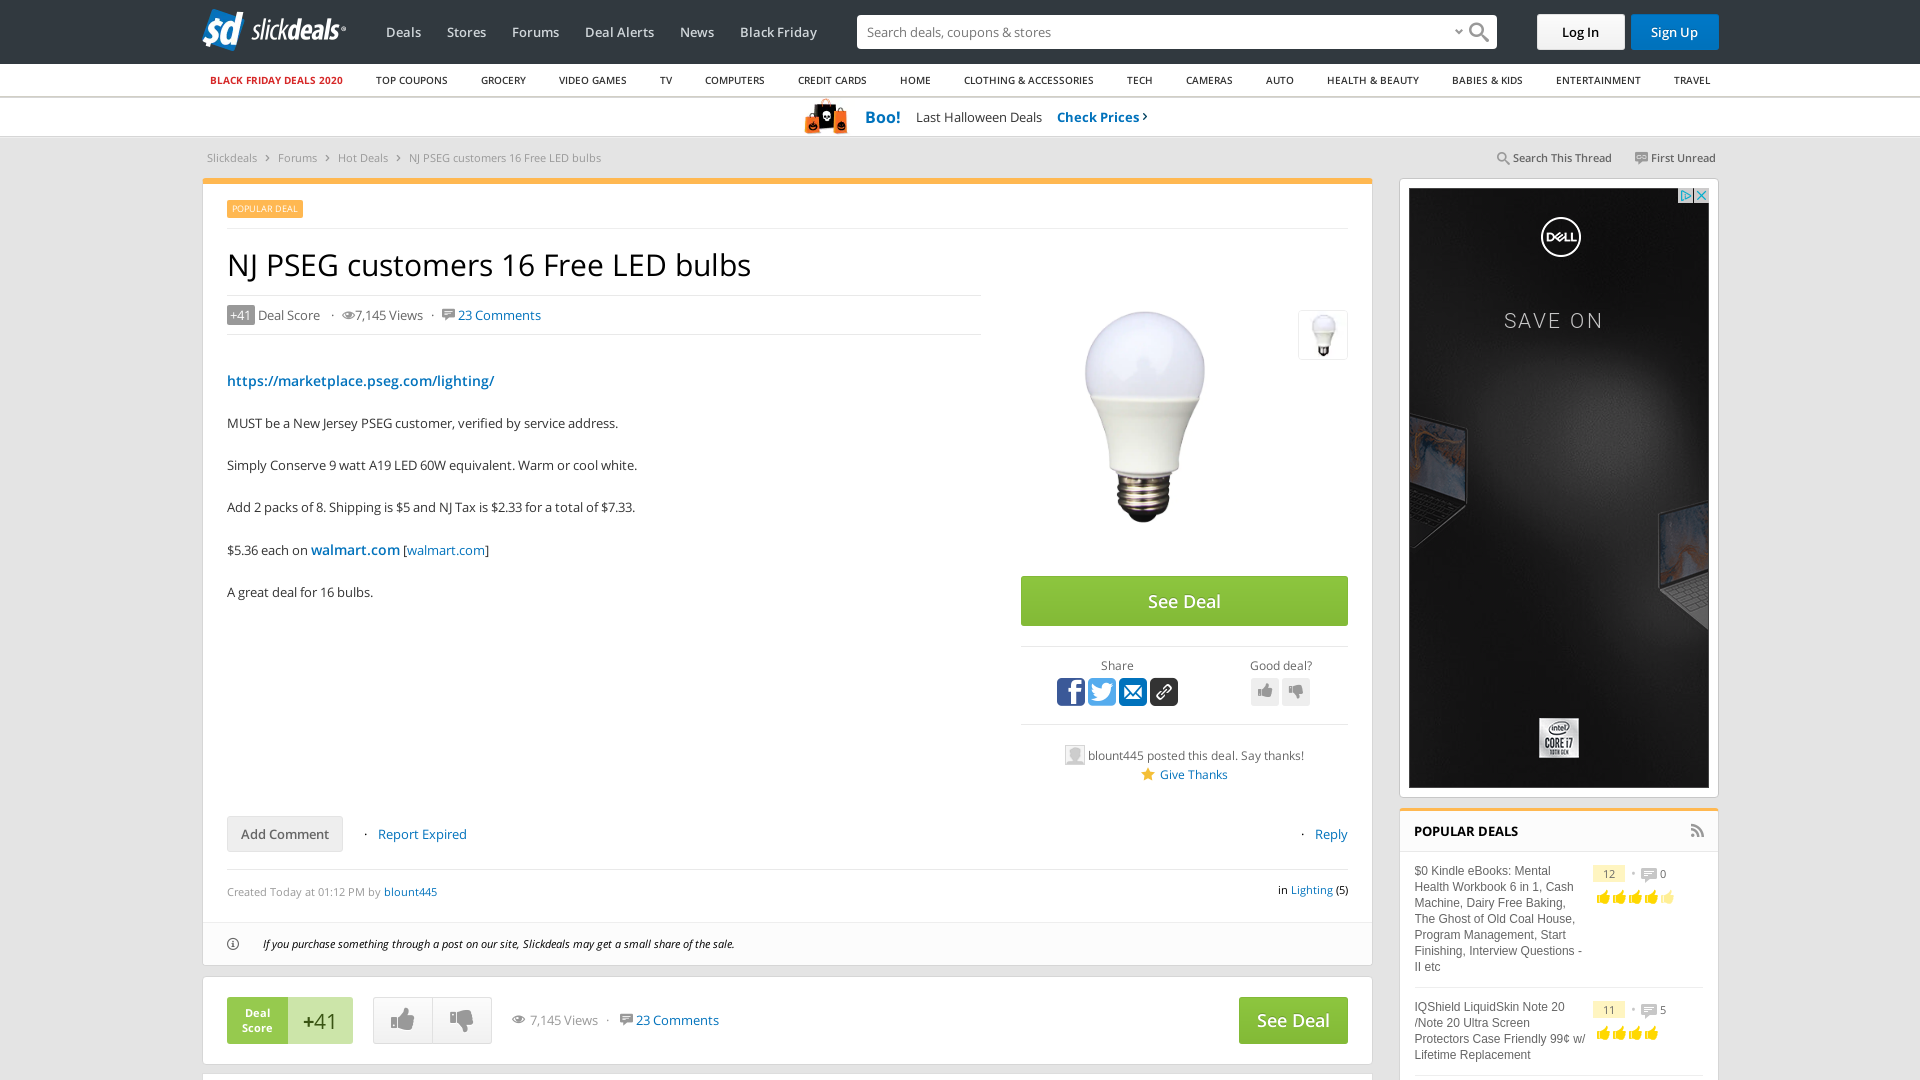 slickdeals
Deals
Stores
Forums
Deal Alerts
News
Black Friday
Search deals, coupons & shopping
Log In
Sign Up
BLACK FRIDAY DEALS 2020
TOP COUPONS
GROCERY
VIDEO GAMES
TV
COMPUTERS
CREDIT CARDS
HOME
CLOTHING & ACCESSORIES
TECH
CAMERAS
AUTO
HEALTH & BEAUTY
BABIES & KIDS
ENTERTAINMENT
TRAVEL
Boo! Last Halloween Deals Check Prices
Slickdeals > Forums > Hot Deals > NJ PSEG customers 16 Free LED bulbs
Search This Thread
First Unread
POPULAR DEAL
NJ PSEG customers 16 Free LED bulbs
+41 Deal Score · 7,145 Views · 23 Comments
https://marketplace.pseg.com/lighting/
MUST be a New Jersey PSEG customer, verified by service address.
Simply Conserve 9 watt A19 LED 60W equivalent. Warm or cool white.
Add 2 packs of 8. Shipping is $5 and NJ Tax is $2.33 for a total of $7.33.
$5.36 each on walmart.com [walmart.com]
A great deal for 16 bulbs.
See Deal
Share
Good deal?
blount445 posted this deal. Say thanks!
Give Thanks
Add Comment
· Report Expired
· Reply
Created Today at 01:12 PM by blount445
in Lighting (5)
If you purchase something through a post on our site, Slickdeals may get a small share of the sale.
Deal
Score
+41
7,145 Views · 23 Comments
See Deal
DELL
SAVE ON
intel
CORE i7
10TH GEN
POPULAR DEALS
$0 Kindle eBooks: Mental
Health Workbook 6 in 1, Cash
Machine, Dairy Free Baking,
The Ghost of Old Coal House,
Program Management, Start
Finishing, Interview Questions -
II etc
12 · 0
IQShield LiquidSkin Note 20
/Note 20 Ultra Screen
Protectors Case Friendly 99¢ w/
Lifetime Replacement
11 · 5